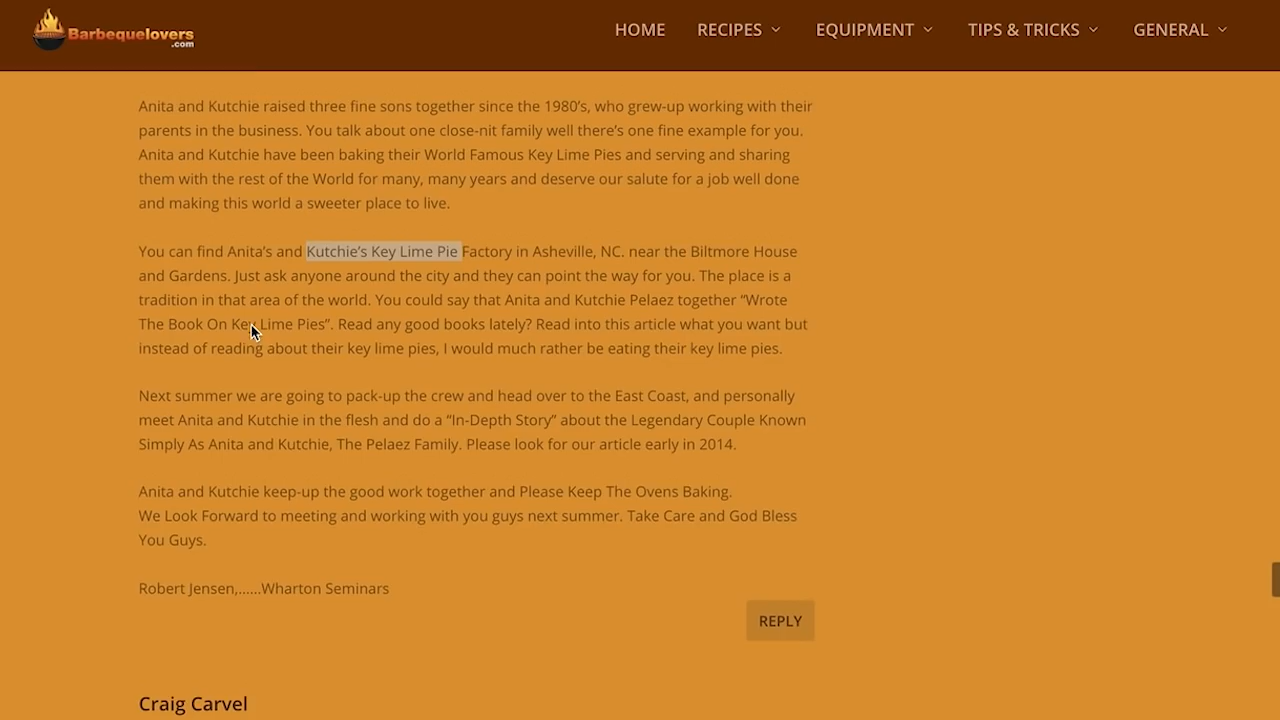 Barbequelovers
.com
HOME RECIPES EQUIPMENT TIPS & TRICKS GENERAL
Anita and Kutchie raised three fine sons together since the 1980's, who grew-up working with their
parents in the business. You talk about one close-nit family well there's one fine example for you.
Anita and Kutchie have been baking their World Famous Key Lime Pies and serving and sharing
them with the rest of the World for many, many years and deserve our salute for a job well done
and making this world a sweeter place to live.
You can find Anita's and Kutchie's Key Lime Pie Factory in Asheville, NC. near the Biltmore House
and Gardens. Just ask anyone around the city and they can point the way for you. The place is a
tradition in that area of the world. You could say that Anita and Kutchie Pelaez together “Wrote
The Book On Key Lime Pies”. Read any good books lately? Read into this article what you want but
instead of reading about their key lime pies, I would much rather be eating their key lime pies.
Next summer we are going to pack-up the crew and head over to the East Coast, and personally
meet Anita and Kutchie in the flesh and do a “In-Depth Story” about the Legendary Couple Known
Simply As Anita and Kutchie, The Pelaez Family. Please look for our article early in 2014.
Anita and Kutchie keep-up the good work together and Please Keep The Ovens Baking.
We Look Forward to meeting and working with you guys next summer. Take Care and God Bless
You Guys.
Robert Jensen,……Wharton Seminars
REPLY
Craig Carvel